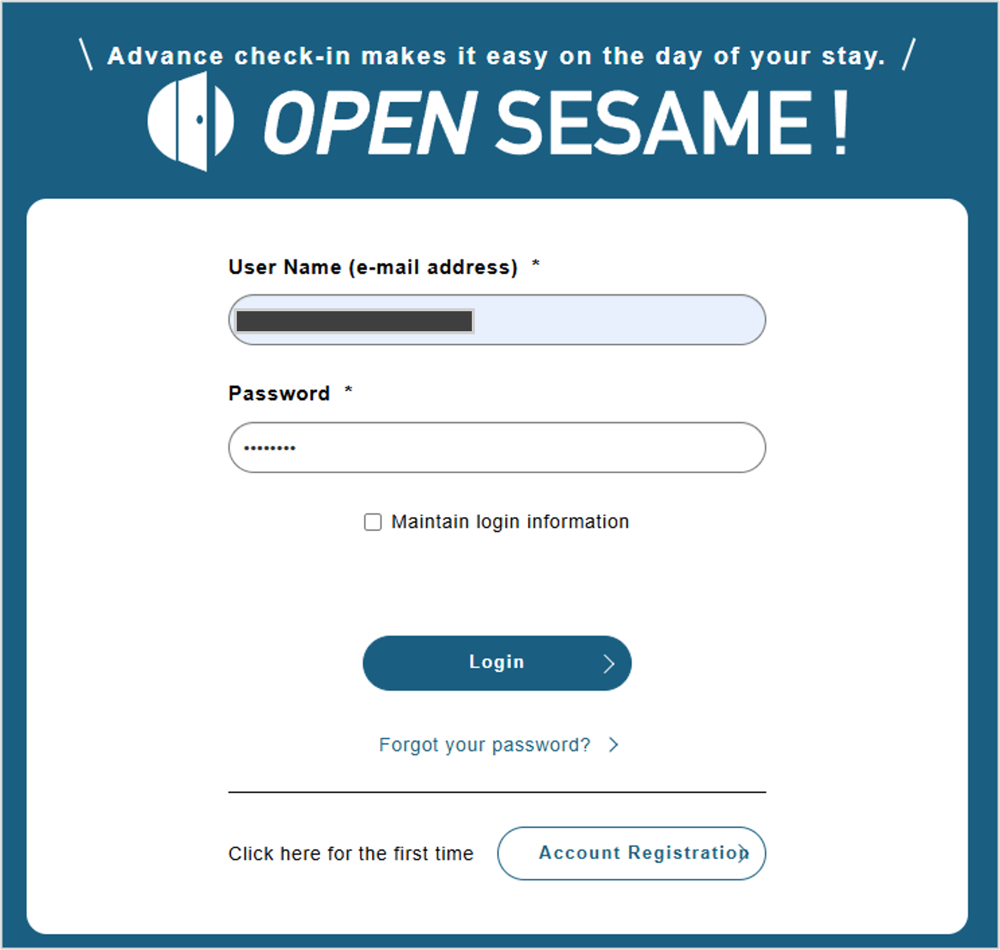 \ Advance check-in makes it easy on the day of your stay. /
OPEN SESAME !
User Name (e-mail address) *
Password *
••••••••
Maintain login information
Login
Forgot your password?
Click here for the first time
Account Registration